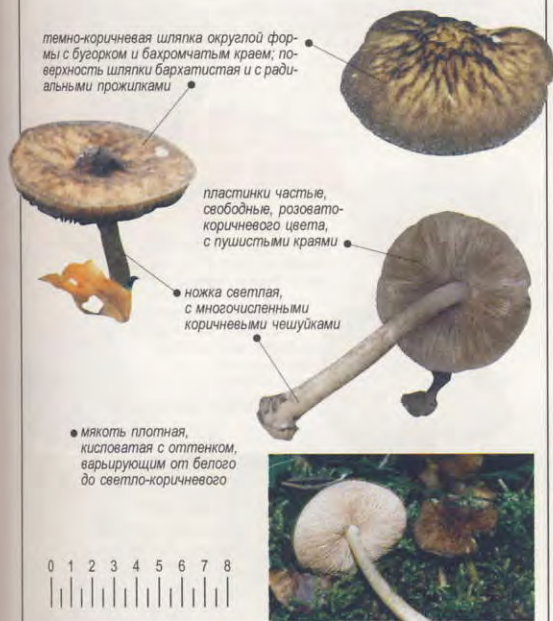 темно-коричневая шляпка округлой фор-
мы с бугорком и бахромчатым краем; по-
верхность шляпки бархатистая и с ради-
альными прожилками
пластинки частые,
свободные, розовато-
коричневого цвета,
с пушистыми краями
ножка светлая,
с многочисленными
коричневыми чешуйками
мякоть плотная,
кисловатая с оттенком,
варьирующим от белого
до светло-коричневого
0 1 2 3 4 5 6 7 8